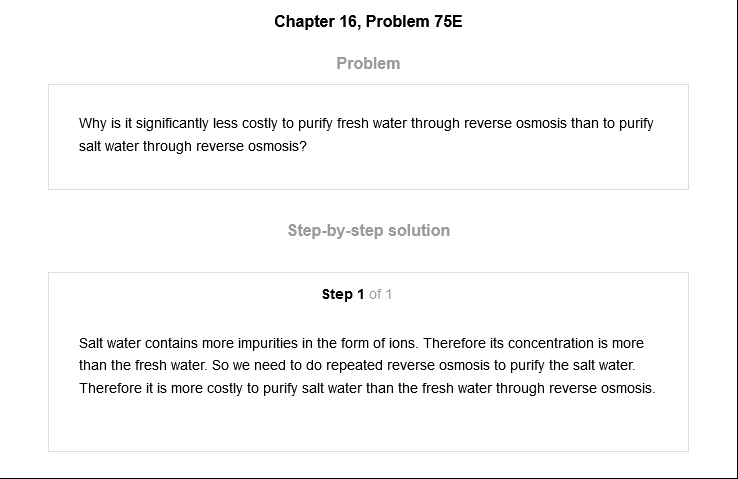 Chapter 16, Problem 75E
Problem
Why is it significantly less costly to purify fresh water through reverse osmosis than to purify
salt water through reverse osmosis?
Step-by-step solution
Step 1 of 1
Salt water contains more impurities in the form of ions. Therefore its concentration is more
than the fresh water. So we need to do repeated reverse osmosis to purify the salt water.
Therefore it is more costly to purify salt water than the fresh water through reverse osmosis.